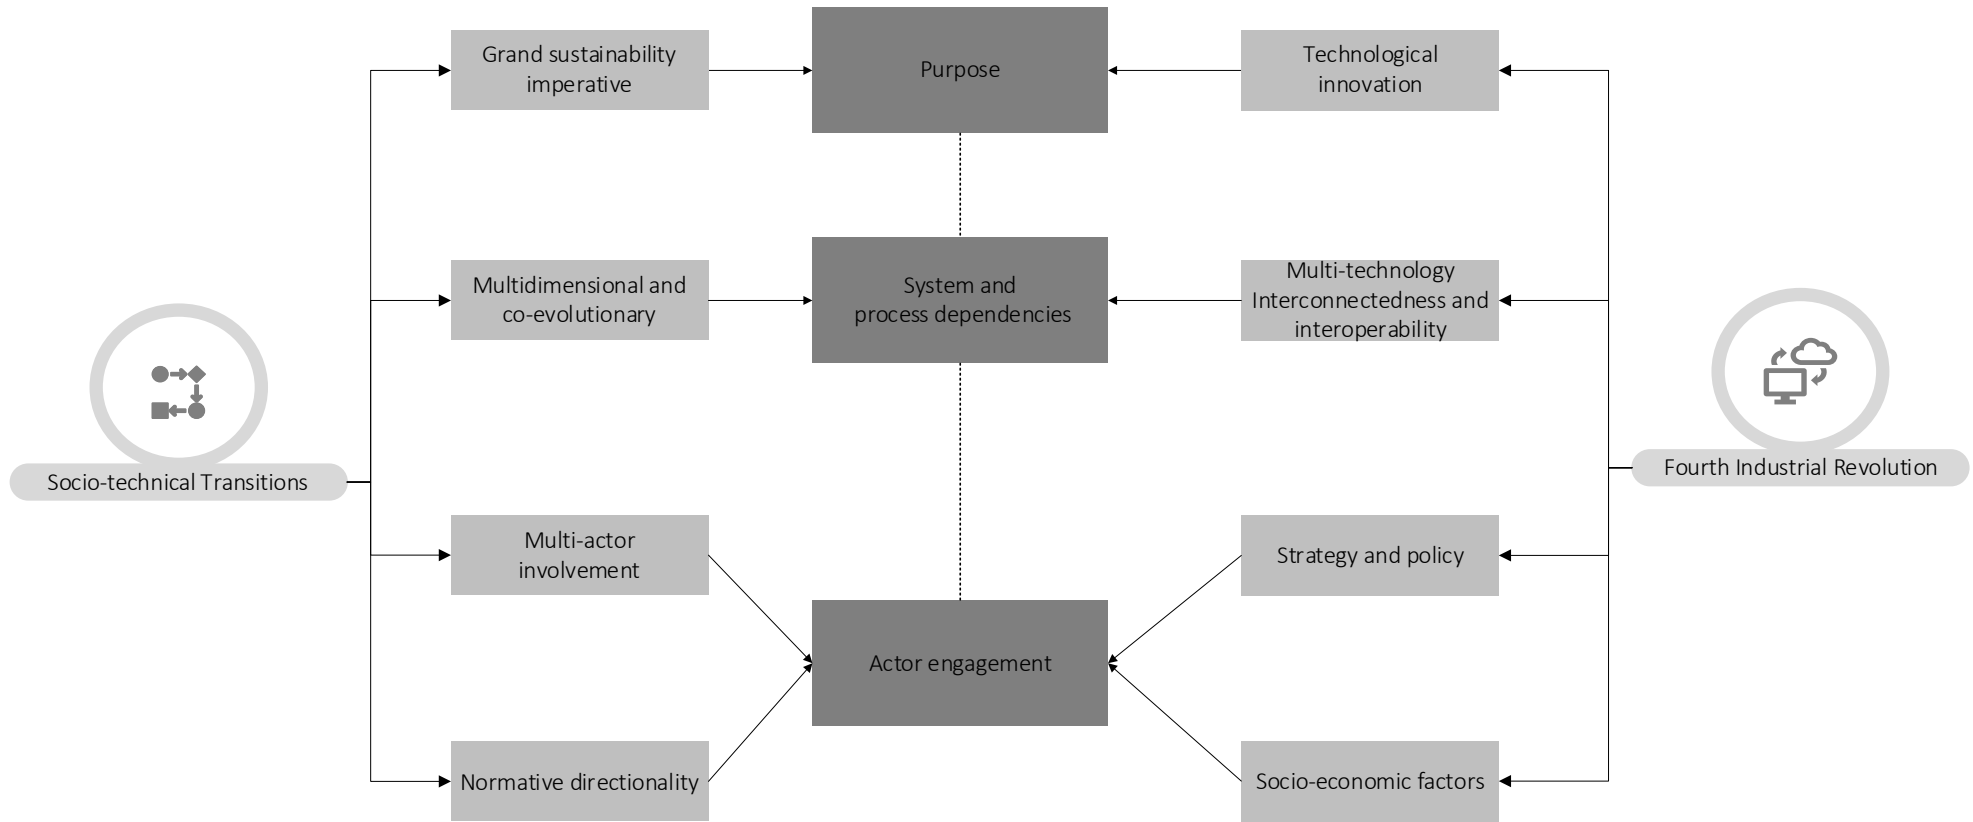 Grand sustainability
imperative
Purpose
Technological
innovation
Multidimensional and
co-evolutionary
System and
process dependencies
Multi-technology
Interconnectedness and
interoperability
Socio-technical Transitions
Fourth Industrial Revolution
Multi-actor
involvement
Strategy and policy
Actor engagement
Normative directionality
Socio-economic factors